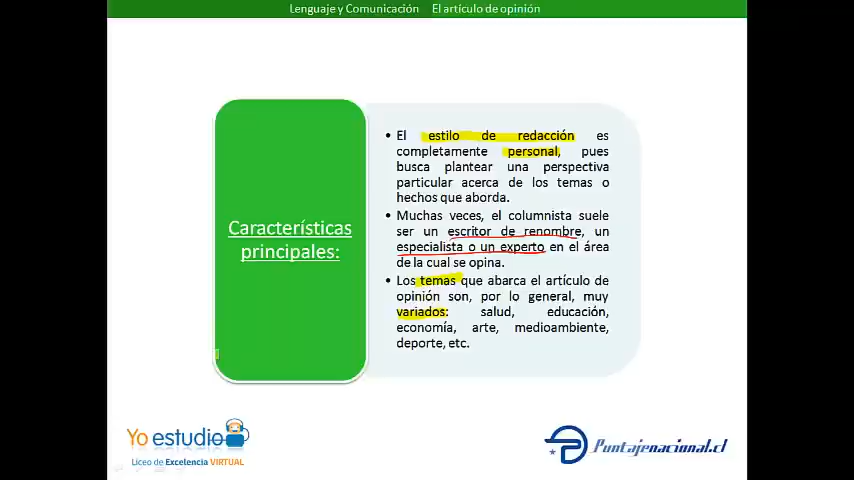 Lenguaje y Comunicación El artículo de opinión
Características
principales:
• El estilo de redacción es
completamente personal, pues
busca plantear una perspectiva
particular acerca de los temas o
hechos que aborda.
• Muchas veces, el columnista suele
ser un escritor de renombre, un
especialista o un experto en el área
de la cual se opina.
• Los temas que abarca el artículo de
opinión son, por lo general, muy
variados: salud, educación,
economía, arte, medioambiente,
deporte, etc.
Yo estudio
Liceo de Excelencia VIRTUAL
Puntajenacional.cl